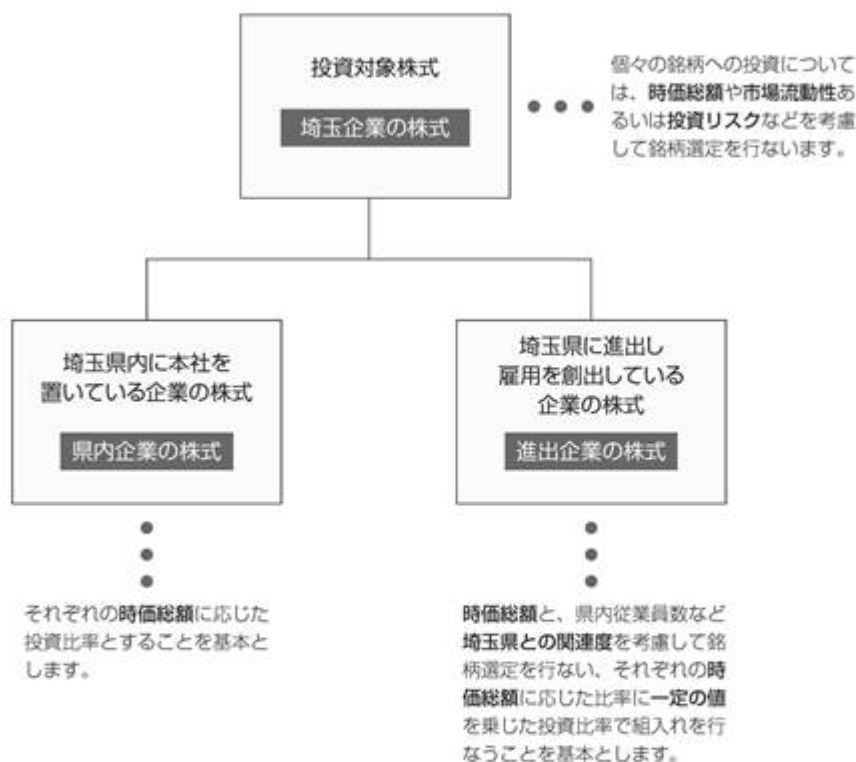 投資対象株式
埼玉企業の株式
個々の銘柄への投資について
は、時価総額や市場流動性あ
るいは投資リスクなどを考慮
して銘柄選定を行ないます。
埼玉県内に本社を
置いている企業の株式
県内企業の株式
それぞれの時価総額に応じた
投資比率とすることを基本と
します。
埼玉県に進出し
雇用を創出している
企業の株式
進出企業の株式
時価総額と、県内従業員数など
埼玉県との関連度を考慮して銘
柄選定を行ない、それぞれの時
価総額に応じた比率に一定の値
を乗じた投資比率で組入れを行
なうことを基本とします。